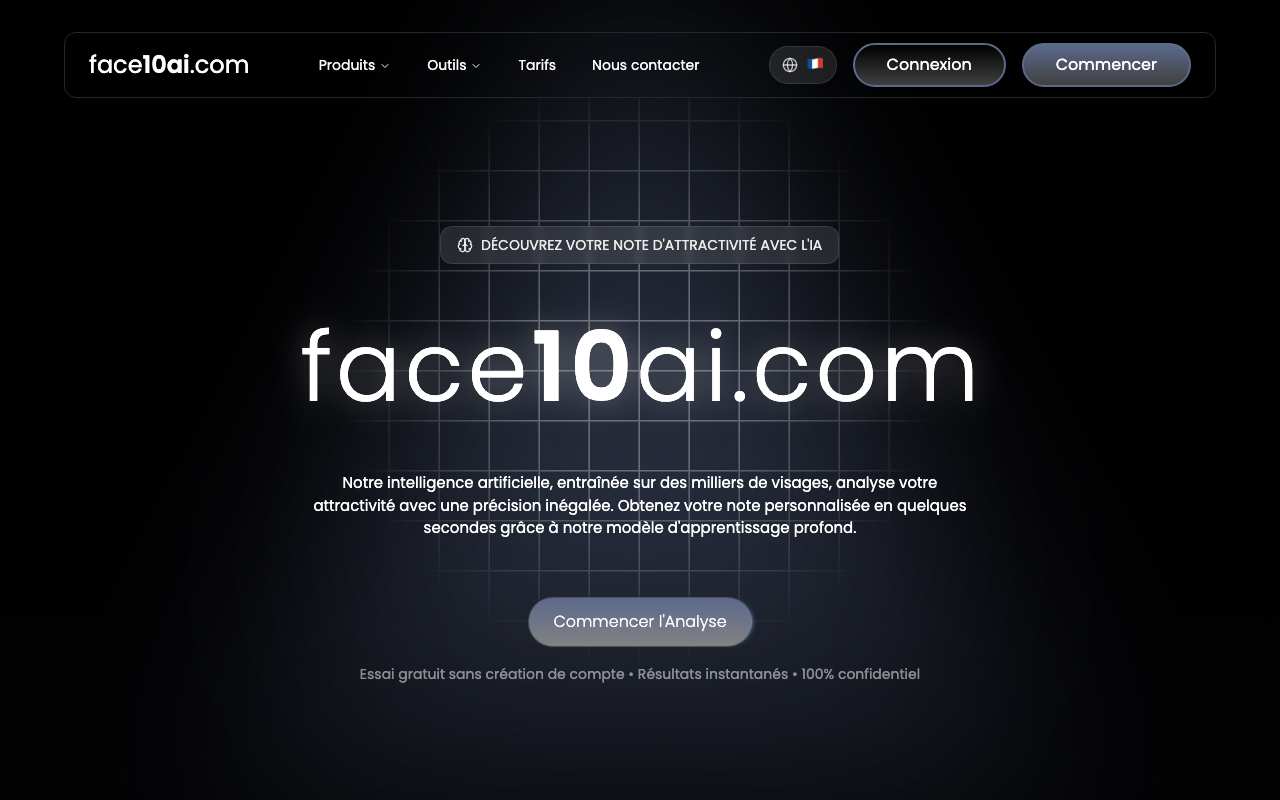 face10ai.com
Produits
Outils
Tarifs
Nous contacter
Connexion
Commencer
DÉCOUVREZ VOTRE NOTE D'ATTRACTIVITÉ AVEC L'IA
face10ai.com
Notre intelligence artificielle, entraînée sur des milliers de visages, analyse votre
attractivité avec une précision inégalée. Obtenez votre note personnalisée en quelques
secondes grâce à notre modèle d'apprentissage profond.
Commencer l'Analyse
Essai gratuit sans création de compte • Résultats instantanés • 100% confidentiel